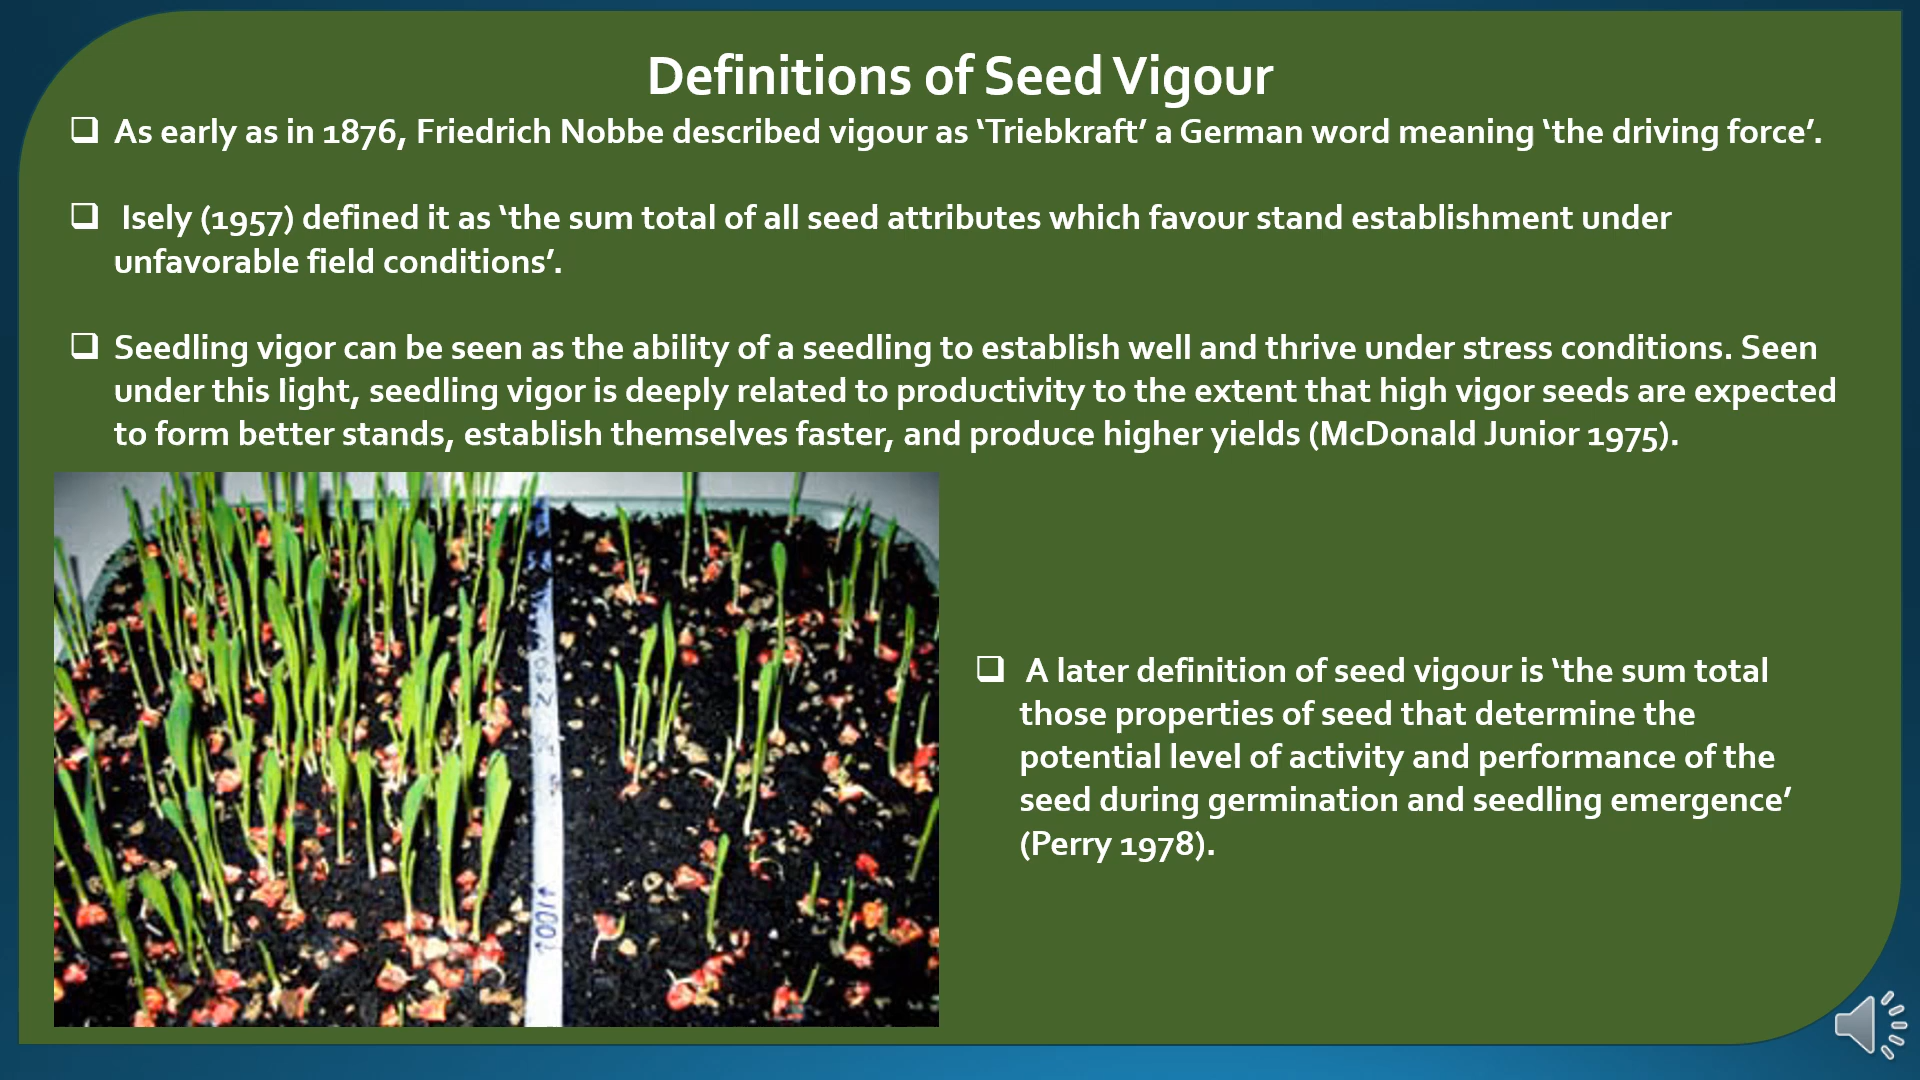 Definitions of Seed Vigour
As early as in 1876, Friedrich Nobbe described vigour as ‘Triebkraft’ a German word meaning ‘the driving force’.
Isely (1957) defined it as ‘the sum total of all seed attributes which favour stand establishment under
unfavorable field conditions’.
Seedling vigor can be seen as the ability of a seedling to establish well and thrive under stress conditions. Seen
under this light, seedling vigor is deeply related to productivity to the extent that high vigor seeds are expected
to form better stands, establish themselves faster, and produce higher yields (McDonald Junior 1975).
A later definition of seed vigour is ‘the sum total
those properties of seed that determine the
potential level of activity and performance of the
seed during germination and seedling emergence’
(Perry 1978).